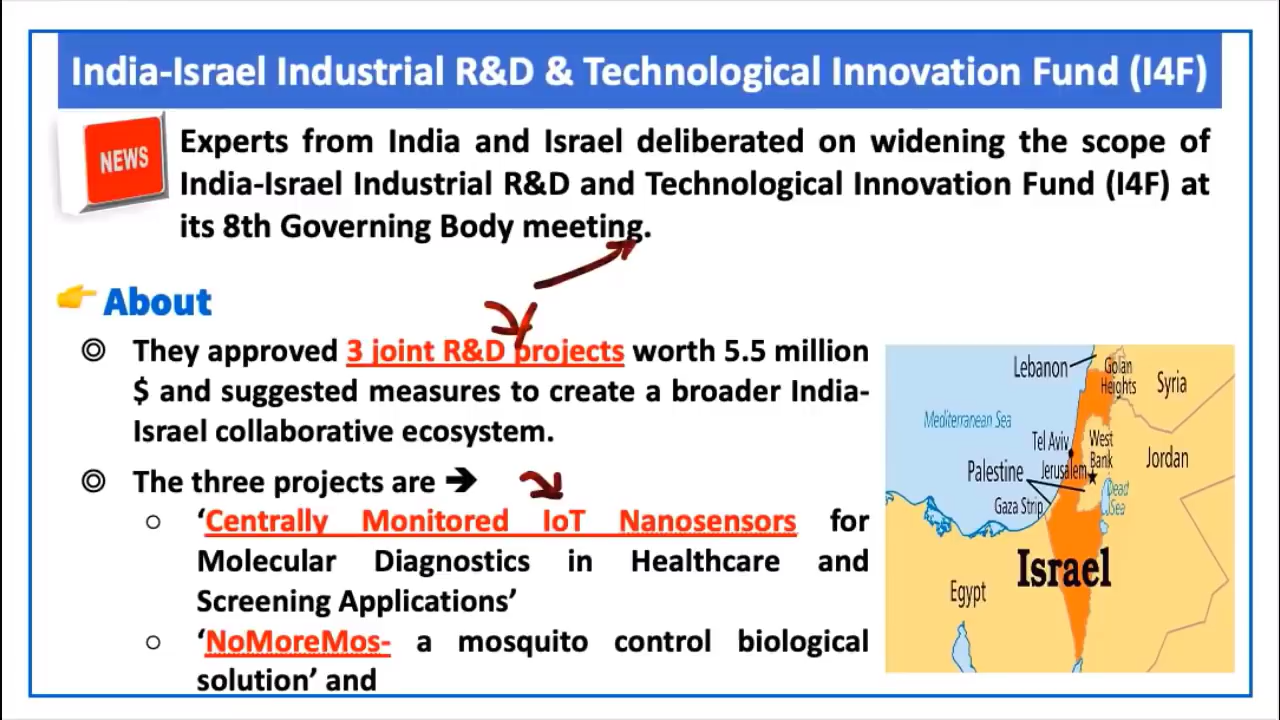 India-Israel Industrial R&D & Technological Innovation Fund (I4F)
NEWS
Experts from India and Israel deliberated on widening the scope of
India-Israel Industrial R&D and Technological Innovation Fund (I4F) at
its 8th Governing Body meeting.
About
They approved 3 joint R&D projects worth 5.5 million
$ and suggested measures to create a broader India-
Israel collaborative ecosystem.
The three projects are ➔
‘Centrally Monitored IoT Nanosensors for
Molecular Diagnostics in Healthcare and
Screening Applications’
‘NoMoreMos- a mosquito control biological
solution’ and
Lebanon
Golan
Heights
Syria
Mediterranean Sea
Tel Aviv
West
Bank
Jordan
Palestine
Jerusalem
Dead
Sea
Gaza Strip
Israel
Egypt